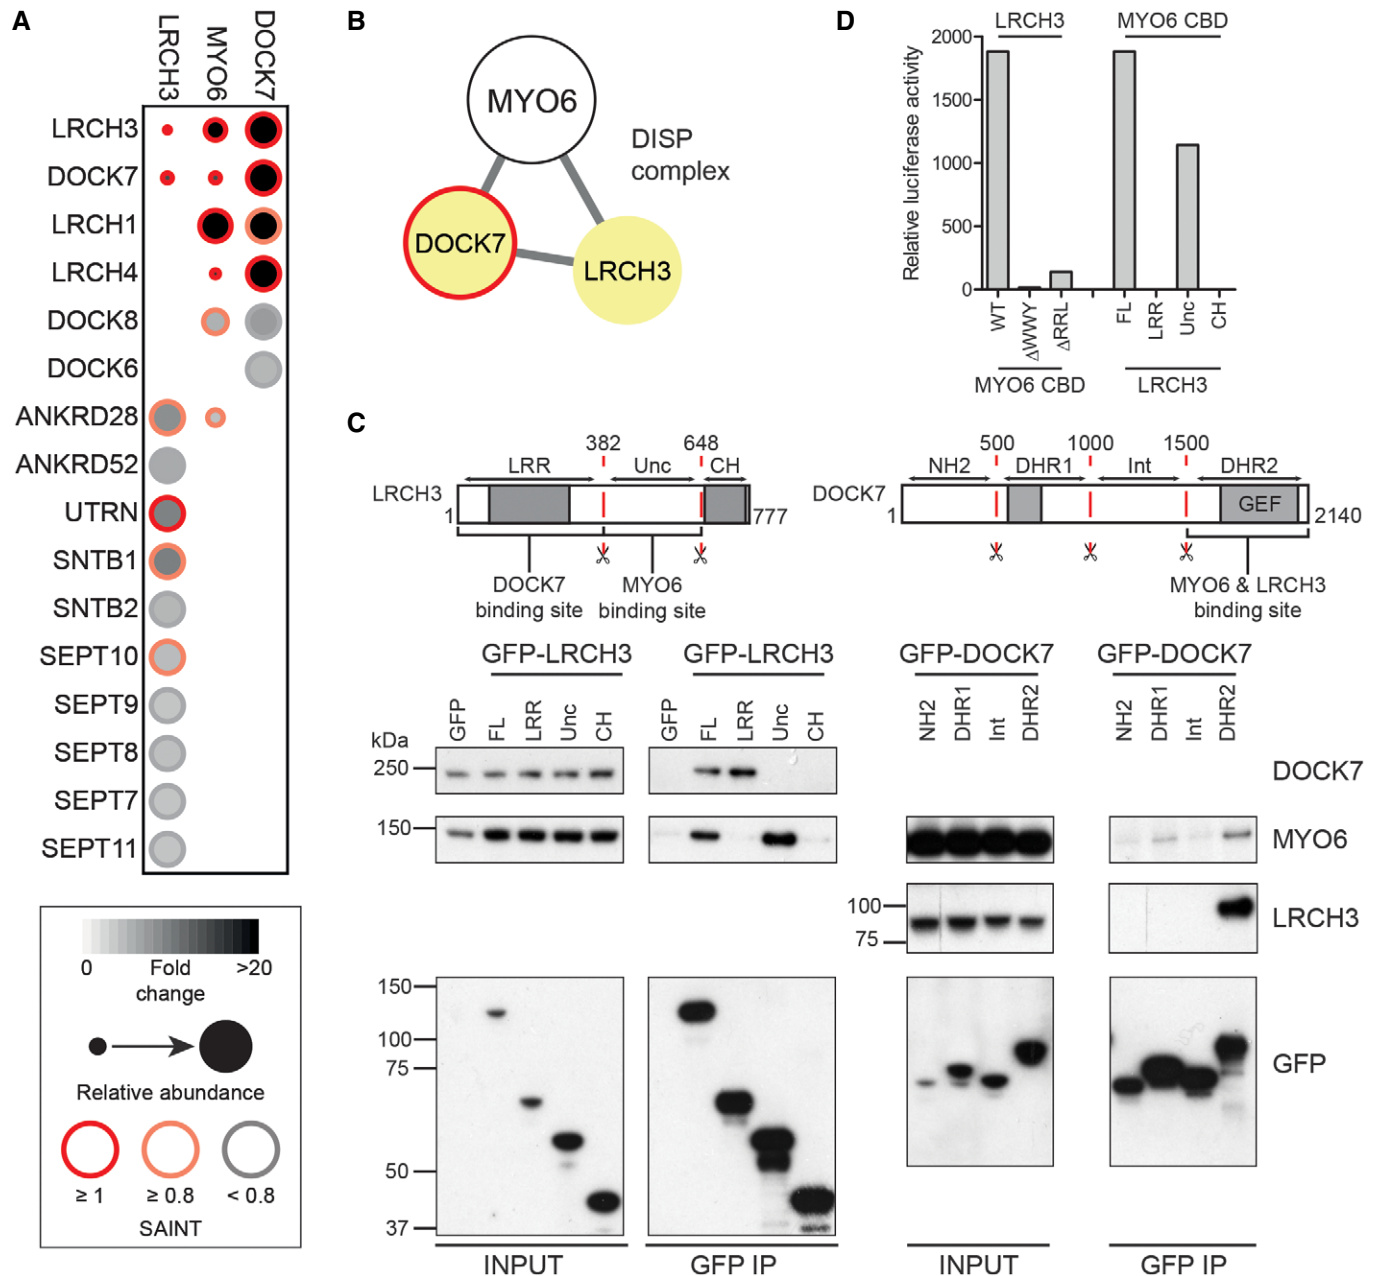 A
LRCH3
MYO6
DOCK7
LRCH3
DOCK7
LRCH1
LRCH4
DOCK8
DOCK6
ANKRD28
ANKRD52
UTRN
SNTB1
SNTB2
SEPT10
SEPT9
SEPT8
SEPT7
SEPT11
0 Fold change >20
Relative abundance
≥ 1 ≥ 0.8 < 0.8
SAINT
B
MYO6
DISP
complex
DOCK7
LRCH3
D
LRCH3 MYO6 CBD
Relative luciferase activity
2000
1500
1000
500
0
WT ΔWWY ΔRRL FL LRR Unc CH
MYO6 CBD LRCH3
C
382 648
LRR Unc CH
LRCH3
1 777
DOCK7
binding site
MYO6
binding site
500 1000 1500
NH2 DHR1 Int DHR2
DOCK7
GEF
1 2140
MYO6 & LRCH3
binding site
GFP-LRCH3 GFP-LRCH3 GFP-DOCK7 GFP-DOCK7
GFP FL LRR Unc CH GFP FL LRR Unc CH NH2 DHR1 Int DHR2 NH2 DHR1 Int DHR2
kDa
250 DOCK7
150 MYO6
100 LRCH3
75
150
100
75 GFP
50
37
INPUT GFP IP INPUT GFP IP